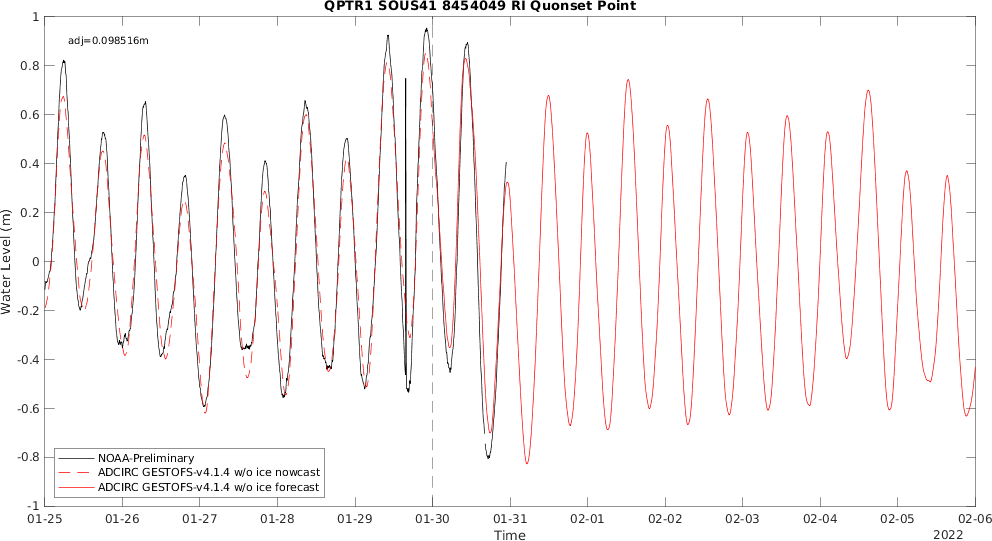 QPTR1 SOUS41 8454049 RI Quonset Point
adj=0.098516m
Water Level (m)
1
0.8
0.6
0.4
0.2
0
-0.2
-0.4
-0.6
-0.8
-1
NOAA-Preliminary
ADCIRC GESTOFS-v4.1.4 w/o ice nowcast
ADCIRC GESTOFS-v4.1.4 w/o ice forecast
01-25 01-26 01-27 01-28 01-29 01-30 01-31 02-01 02-02 02-03 02-04 02-05 02-06
Time
2022